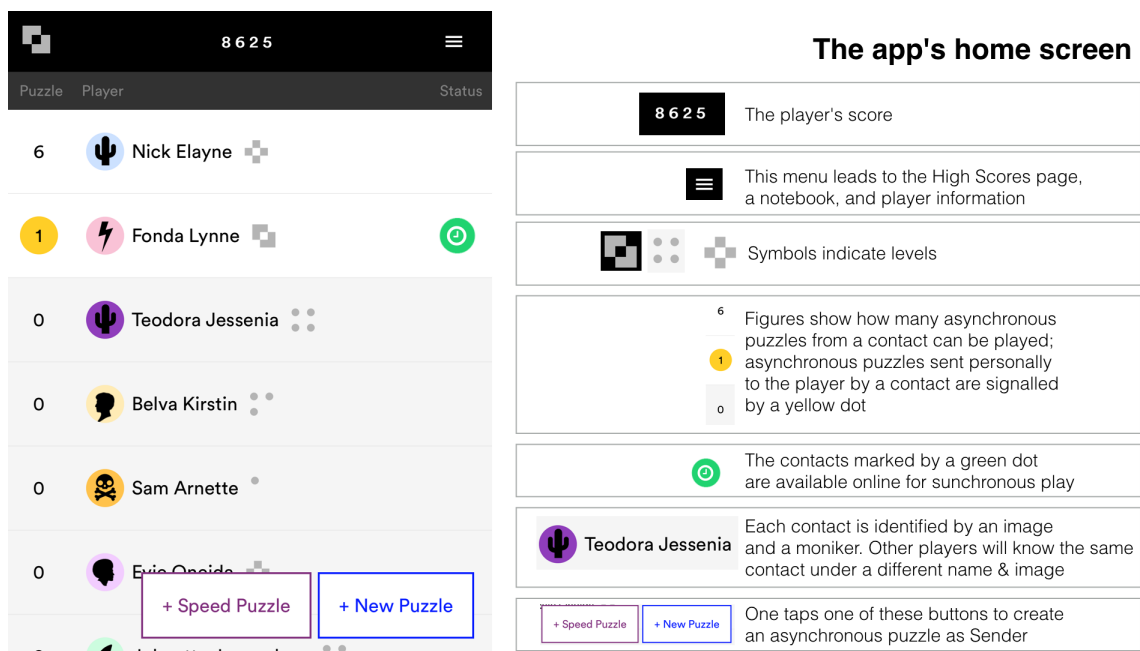 8625
Puzzle Player Status
6 Nick Elayne
1 Fonda Lynne
0 Teodora Jessenia
0 Belva Kirstin
0 Sam Arnette
0 Evie Oneida
+ Speed Puzzle + New Puzzle
The app's home screen
8625 The player's score
This menu leads to the High Scores page,
a notebook, and player information
Symbols indicate levels
6
1
0
Figures show how many asynchronous
puzzles from a contact can be played;
asynchronous puzzles sent personally
to the player by a contact are signalled
by a yellow dot
The contacts marked by a green dot
are available online for sunchronous play
Teodora Jessenia
Each contact is identified by an image
and a moniker. Other players will know the same
contact under a different name & image
+ Speed Puzzle + New Puzzle
One taps one of these buttons to create
an asynchronous puzzle as Sender